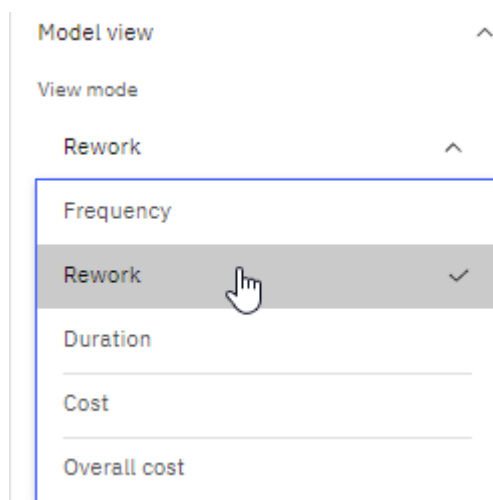 Model view
View mode
Rework
Frequency
Rework
Duration
Cost
Overall cost